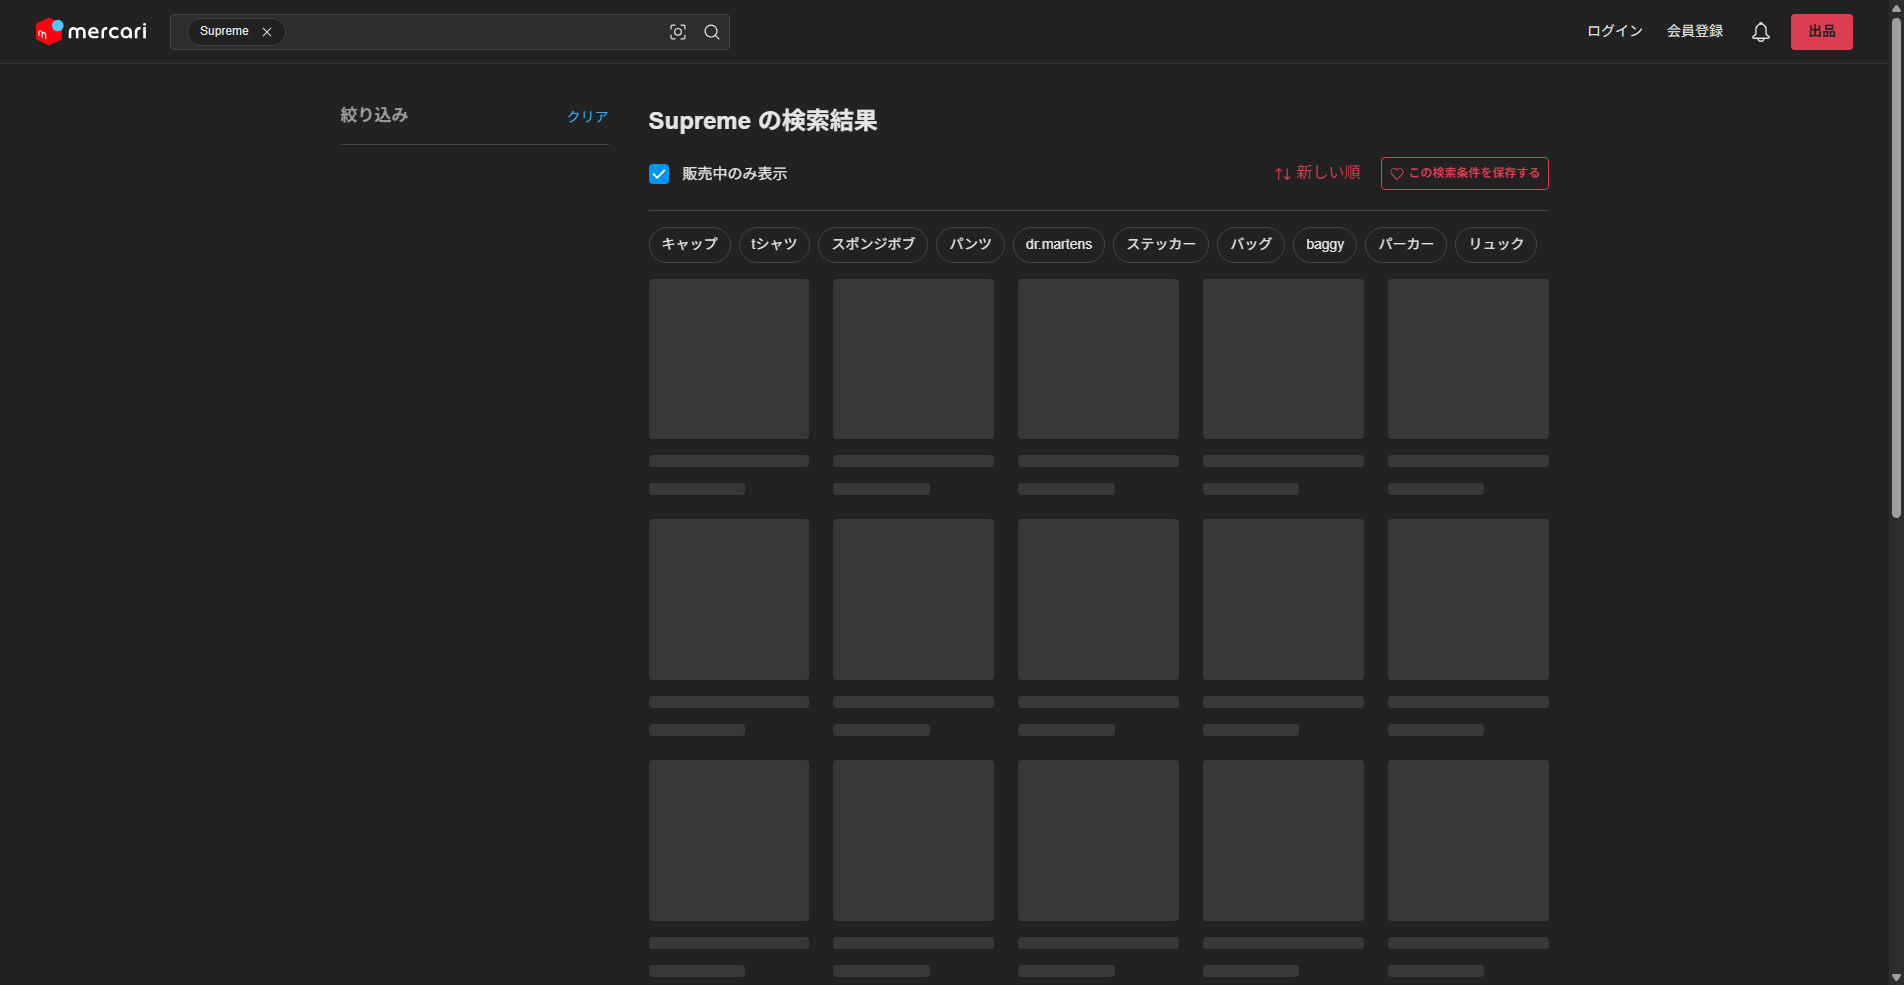 mercari
Supreme
ログイン
会員登録
出品
絞り込み
クリア
Supreme の検索結果
販売中のみ表示
新しい順
この検索条件を保存する
キャップ
tシャツ
スポンジボブ
パンツ
dr.martens
ステッカー
バッグ
baggy
パーカー
リュック